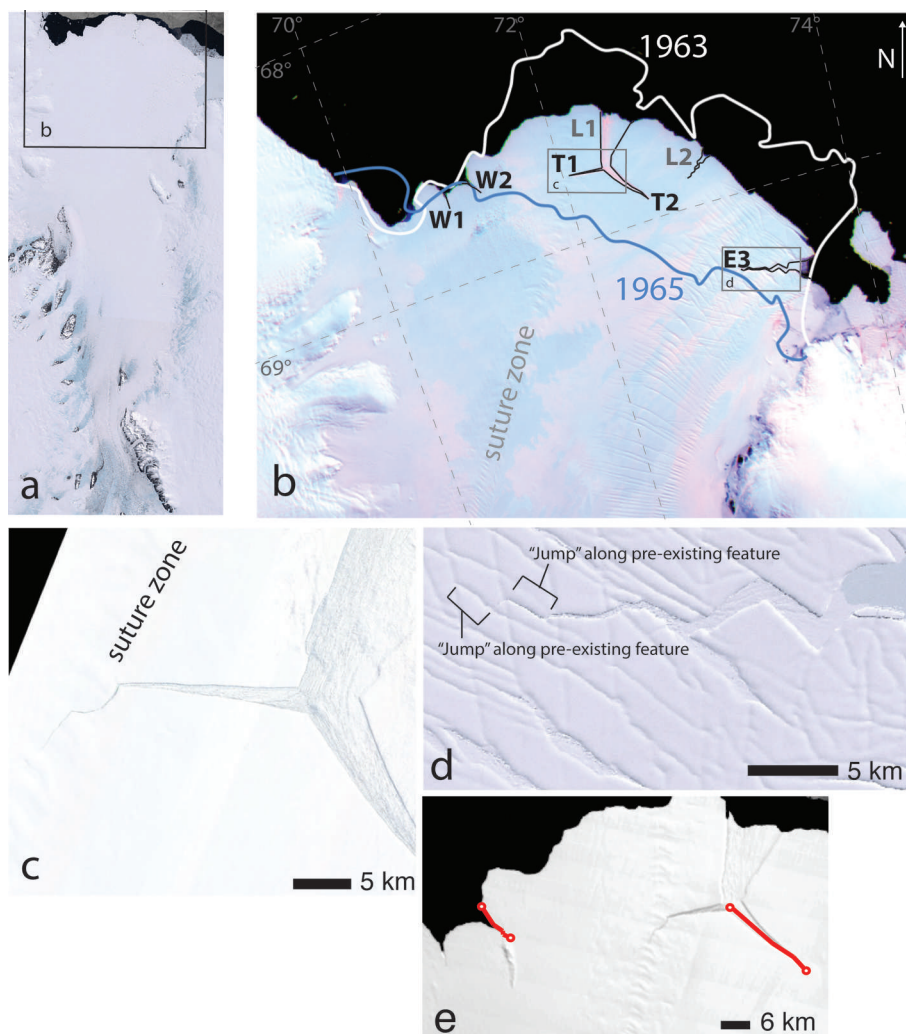 b
a
70°
72°
74°
1963
N
68°
L1
L2
T1
c
W2
T2
W1
E3
d
1965
69°
suture zone
b
suture zone
c
5 km
"Jump" along pre-existing feature
"Jump" along pre-existing feature
d
5 km
e
6 km